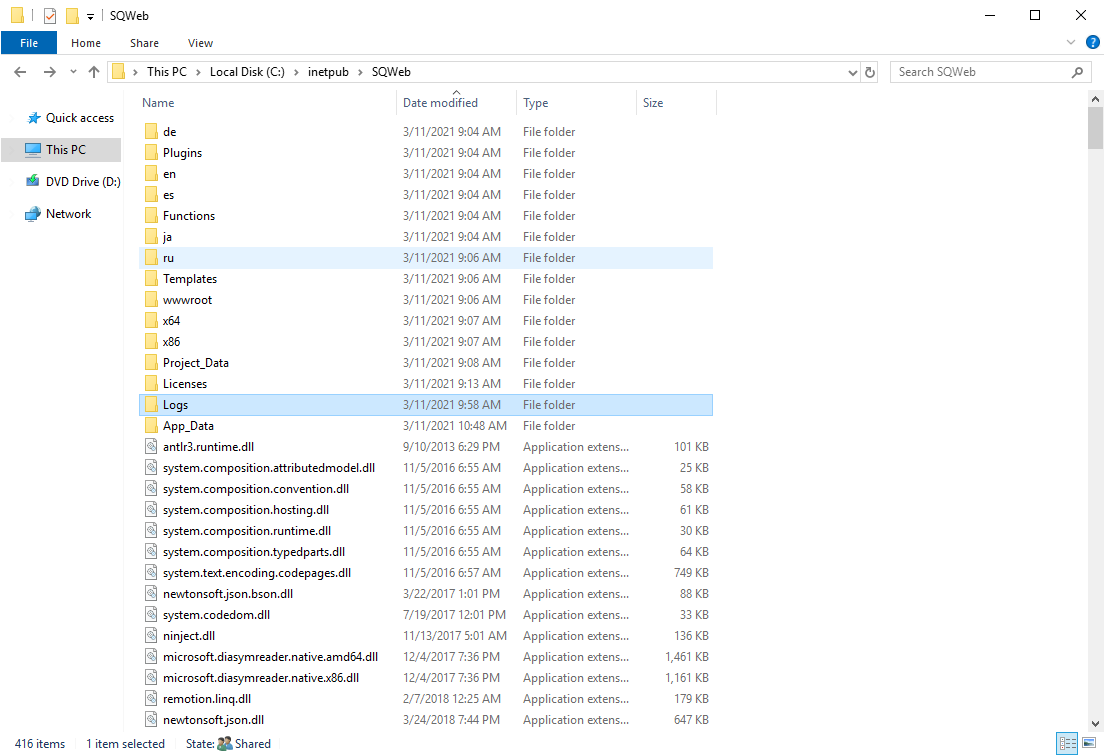 SQWeb
File Home Share View
This PC Local Disk (C:) inetpub SQWeb Search SQWeb
Quick access
This PC
DVD Drive (D:)
Network
Name Date modified Type Size
de 3/11/2021 9:04 AM File folder
Plugins 3/11/2021 9:04 AM File folder
en 3/11/2021 9:04 AM File folder
es 3/11/2021 9:04 AM File folder
Functions 3/11/2021 9:04 AM File folder
ja 3/11/2021 9:04 AM File folder
ru 3/11/2021 9:06 AM File folder
Templates 3/11/2021 9:06 AM File folder
wwwroot 3/11/2021 9:06 AM File folder
x64 3/11/2021 9:07 AM File folder
x86 3/11/2021 9:07 AM File folder
Project_Data 3/11/2021 9:08 AM File folder
Licenses 3/11/2021 9:13 AM File folder
Logs 3/11/2021 9:58 AM File folder
App_Data 3/11/2021 10:48 AM File folder
antlr3.runtime.dll 9/10/2013 6:29 PM Application extens... 101 KB
system.composition.attributedmodel.dll 11/5/2016 6:55 AM Application extens... 25 KB
system.composition.convention.dll 11/5/2016 6:55 AM Application extens... 58 KB
system.composition.hosting.dll 11/5/2016 6:55 AM Application extens... 61 KB
system.composition.runtime.dll 11/5/2016 6:55 AM Application extens... 30 KB
system.composition.typedparts.dll 11/5/2016 6:55 AM Application extens... 64 KB
system.text.encoding.codepages.dll 11/5/2016 6:57 AM Application extens... 749 KB
newtonsoft.json.bson.dll 3/22/2017 1:01 PM Application extens... 88 KB
system.codedom.dll 7/19/2017 12:01 PM Application extens... 33 KB
ninject.dll 11/13/2017 5:01 AM Application extens... 136 KB
microsoft.diasymreader.native.amd64.dll 12/4/2017 7:36 PM Application extens... 1,461 KB
microsoft.diasymreader.native.x86.dll 12/4/2017 7:36 PM Application extens... 1,161 KB
remotion.linq.dll 2/7/2018 12:25 AM Application extens... 179 KB
newtonsoft.json.dll 3/24/2018 7:44 PM Application extens... 647 KB
416 items 1 item selected State: Shared